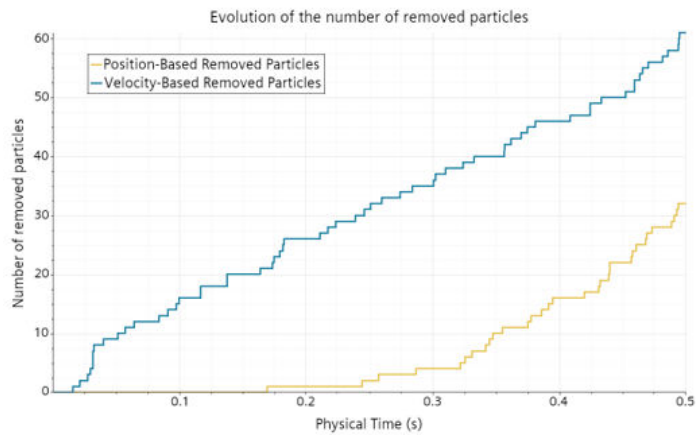 Evolution of the number of removed particles
Position-Based Removed Particles
Velocity-Based Removed Particles
Number of removed particles
60
50
40
30
20
10
0
0.1
0.2
0.3
0.4
0.5
Physical Time (s)